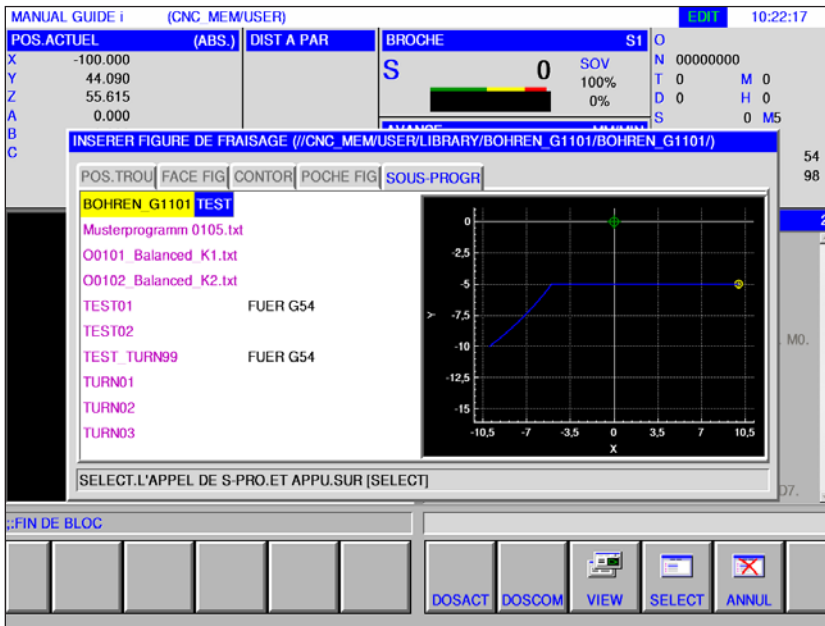 MANUAL GUIDE i (CNC_MEM/USER) EDIT 10:22:17
POS.ACTUEL (ABS.) DIST A PAR BROCHE S1 O
X -100.000
Y 44.090
Z 55.615
A 0.000
B
C
S 0 SOV
100%
0%
N 00000000
T 0 M 0
D 0 H 0
S 0 M5
54
98
INSERER FIGURE DE FRAISAGE (//CNC_MEM/USER/LIBRARY/BOHREN_G1101/BOHREN_G1101/)
POS.TROU FACE FIG CONTOR POCHE FIG SOUS-PROGR
BOHREN_G1101 TEST
Musterprogramm 0105.txt
O0101_Balanced_K1.txt
O0102_Balanced_K2.txt
TEST01 FUER G54
TEST02
TEST_TURN99 FUER G54
TURN01
TURN02
TURN03
0
-2,5
-5
-7,5
-10
-12,5
-15
Y
-10,5 -7 -3,5 0 3,5 7 10,5
X
2
M0.
SELECT.L'APPEL DE S-PRO.ET APPU.SUR [SELECT]
D7.
;:FIN DE BLOC
DOSACT DOSCOM VIEW SELECT ANNUL